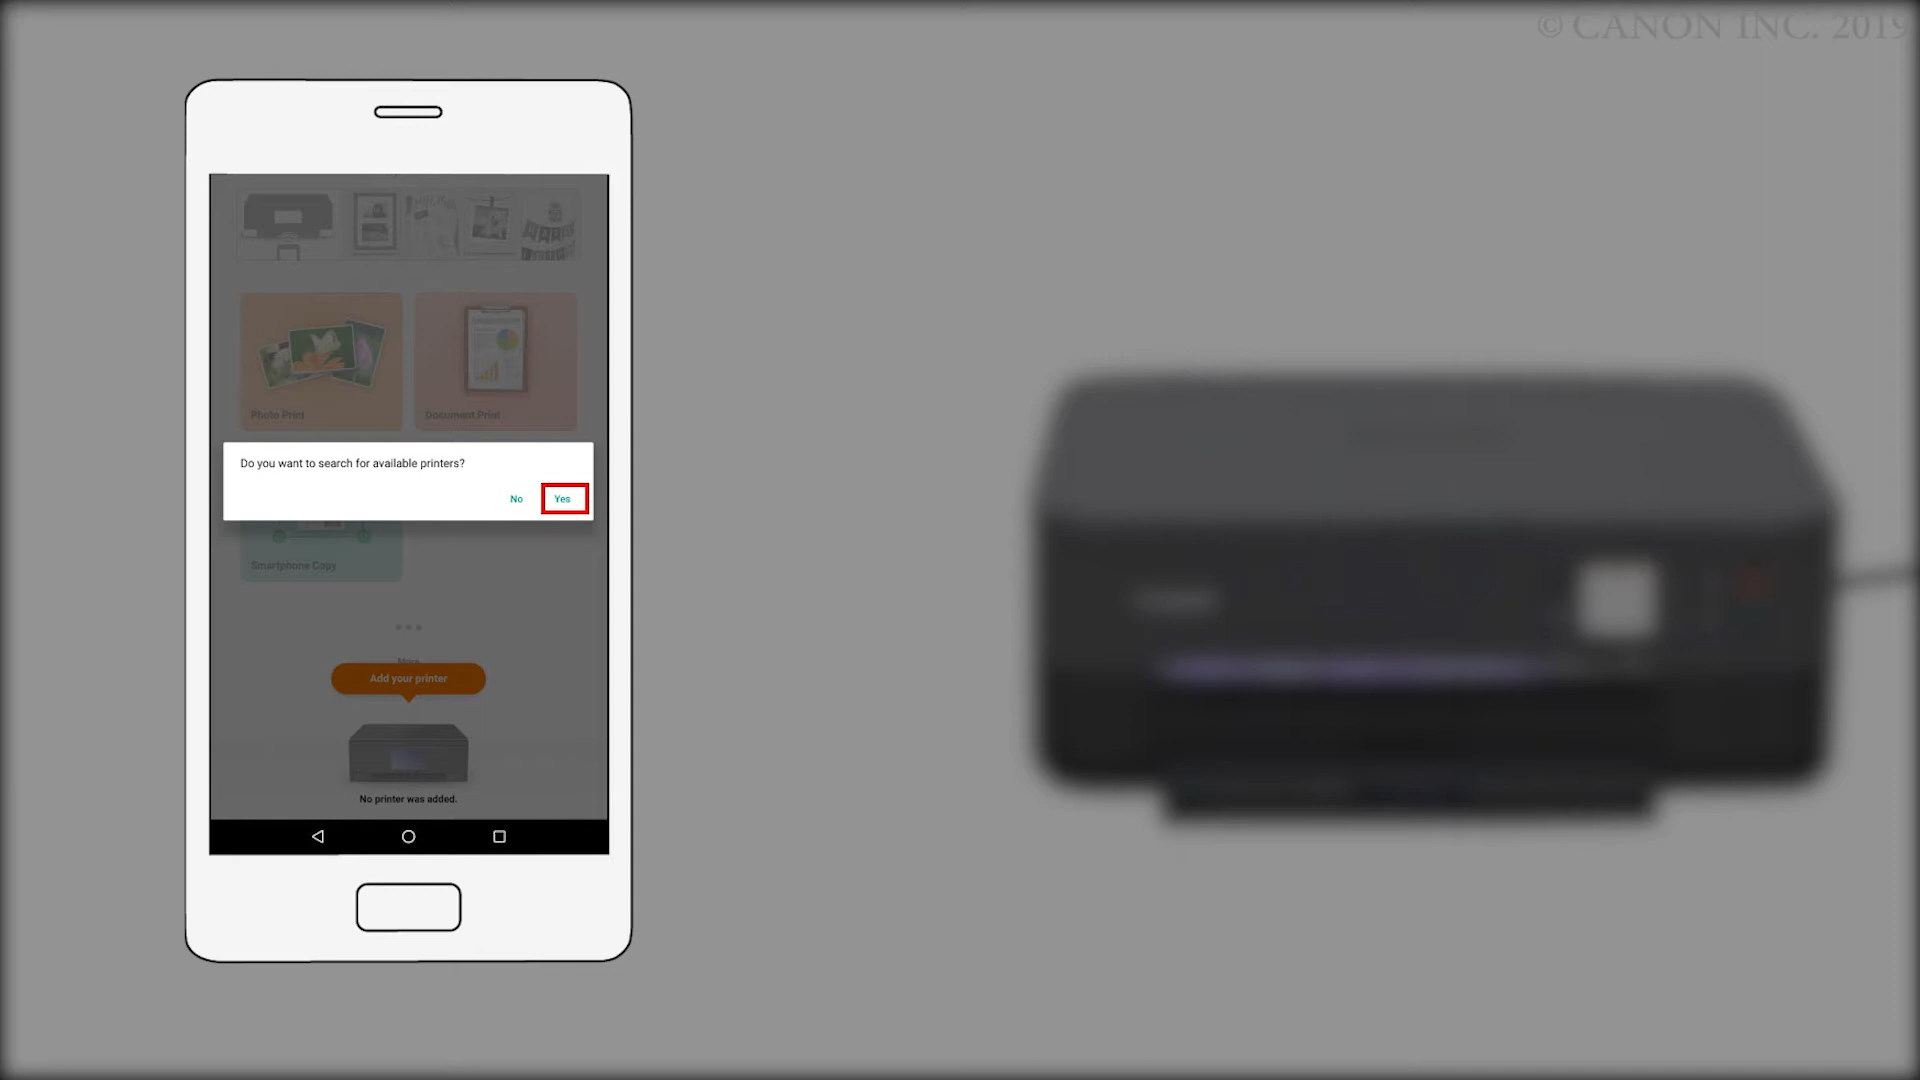 © CANON INC. 2019
Photo Print
Document Print
Do you want to search for available printers?
No
Yes
Smartphone Copy
More
Add your printer
No printer was added.